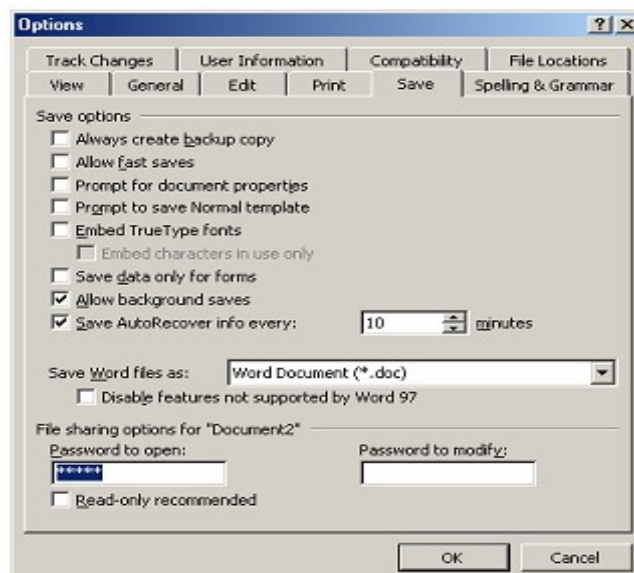 Options
Track Changes User Information Compatibility File Locations
View General Edit Print Save Spelling & Grammar
Save options
Always create backup copy
Allow fast saves
Prompt for document properties
Prompt to save Normal template
Embed TrueType fonts
Embed characters in use only
Save data only for forms
Allow background saves
Save AutoRecover info every: 10 minutes
Save Word files as: Word Document (*.doc)
Disable features not supported by Word 97
File sharing options for "Document2"
Password to open: Password to modify:
*****
Read-only recommended
OK Cancel